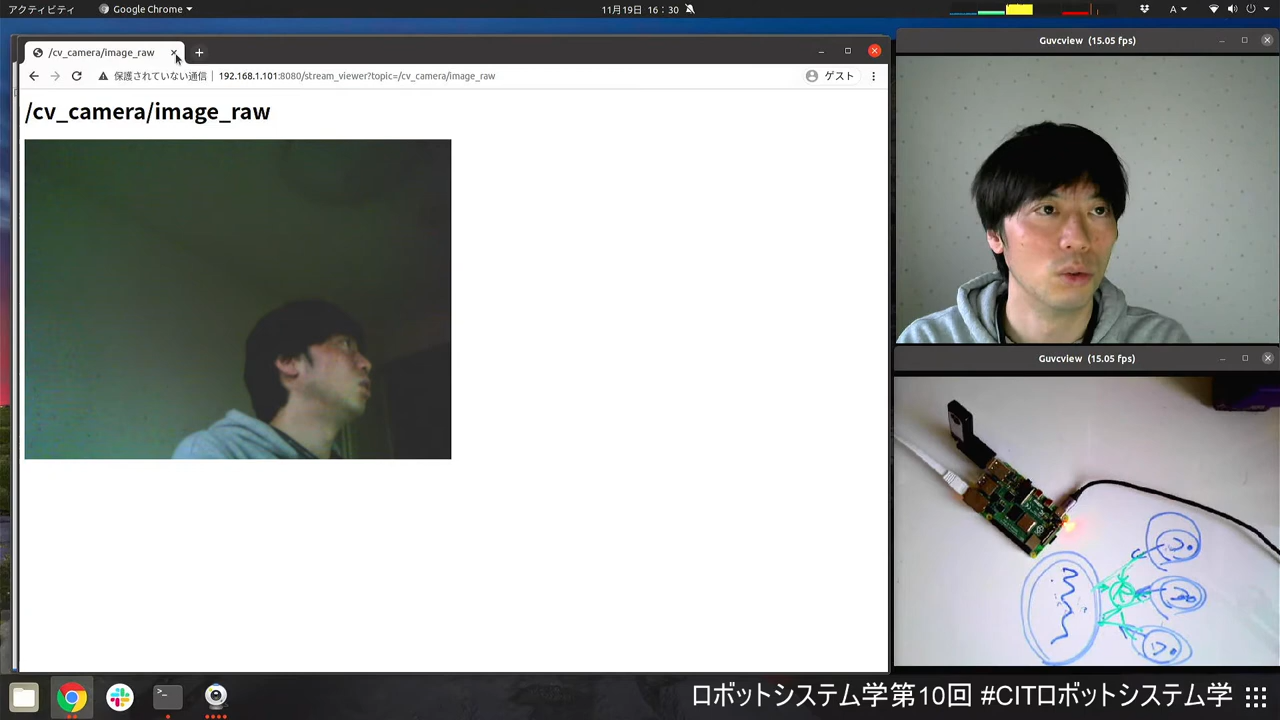 アクティビティ
Google Chrome
11月19日 16：30
A
/cv_camera/image_raw
保護されていない通信
192.168.1.101:8080/stream_viewer?topic=/cv_camera/image_raw
ゲスト
/cv_camera/image_raw
Guvcview (15.05 fps)
Guvcview (15.05 fps)
ロボットシステム学第10回 #CITロボットシステム学